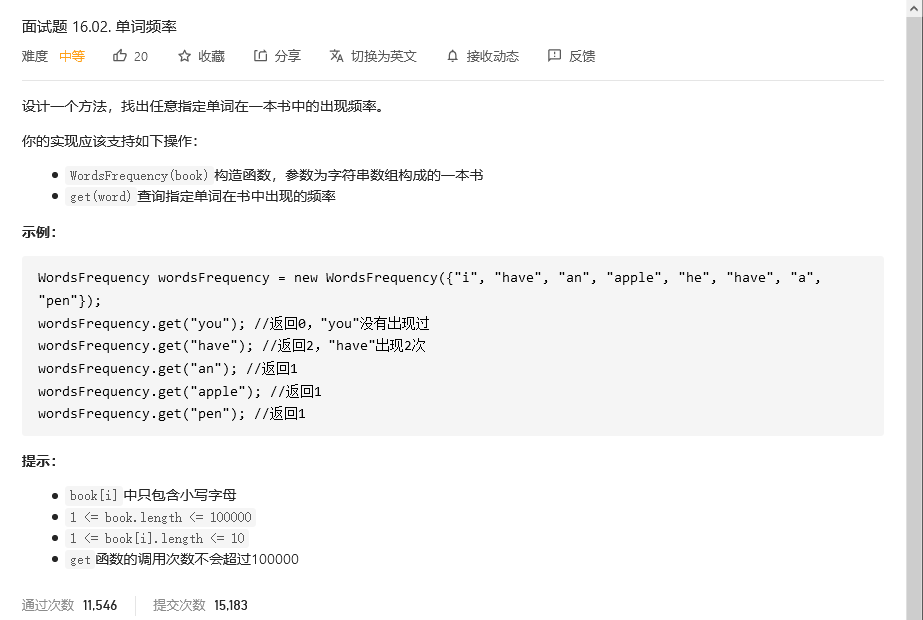 面试题 16.02. 单词频率
难度 中等 20 收藏 分享 切换为英文 接收动态 反馈
设计一个方法，找出任意指定单词在一本书中的出现频率。
你的实现应该支持如下操作：
WordsFrequency(book) 构造函数，参数为字符串数组构成的一本书
get(word) 查询指定单词在书中出现的频率
示例：
WordsFrequency wordsFrequency = new WordsFrequency({"i", "have", "an", "apple", "he", "have", "a",
"pen"});
wordsFrequency.get("you"); //返回0，"you"没有出现过
wordsFrequency.get("have"); //返回2，"have"出现2次
wordsFrequency.get("an"); //返回1
wordsFrequency.get("apple"); //返回1
wordsFrequency.get("pen"); //返回1
提示：
book[i] 中只包含小写字母
1 <= book.length <= 100000
1 <= book[i].length <= 10
get 函数的调用次数不会超过100000
通过次数 11,546 提交次数 15,183